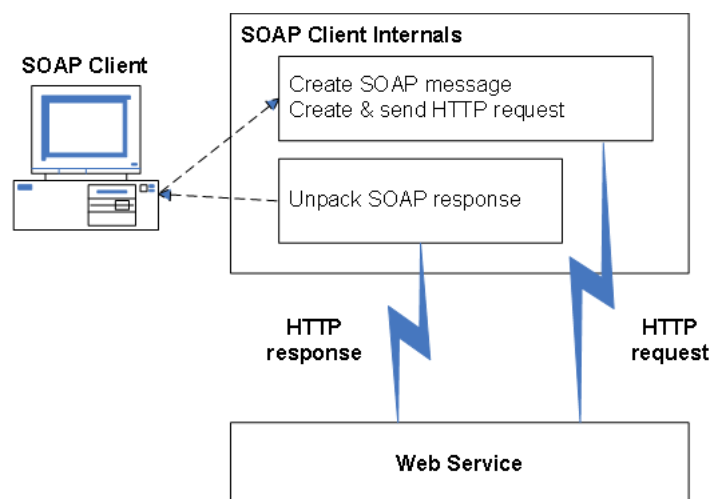 SOAP Client Internals
SOAP Client
Create SOAP message
Create & send HTTP request
Unpack SOAP response
HTTP
response
HTTP
request
Web Service